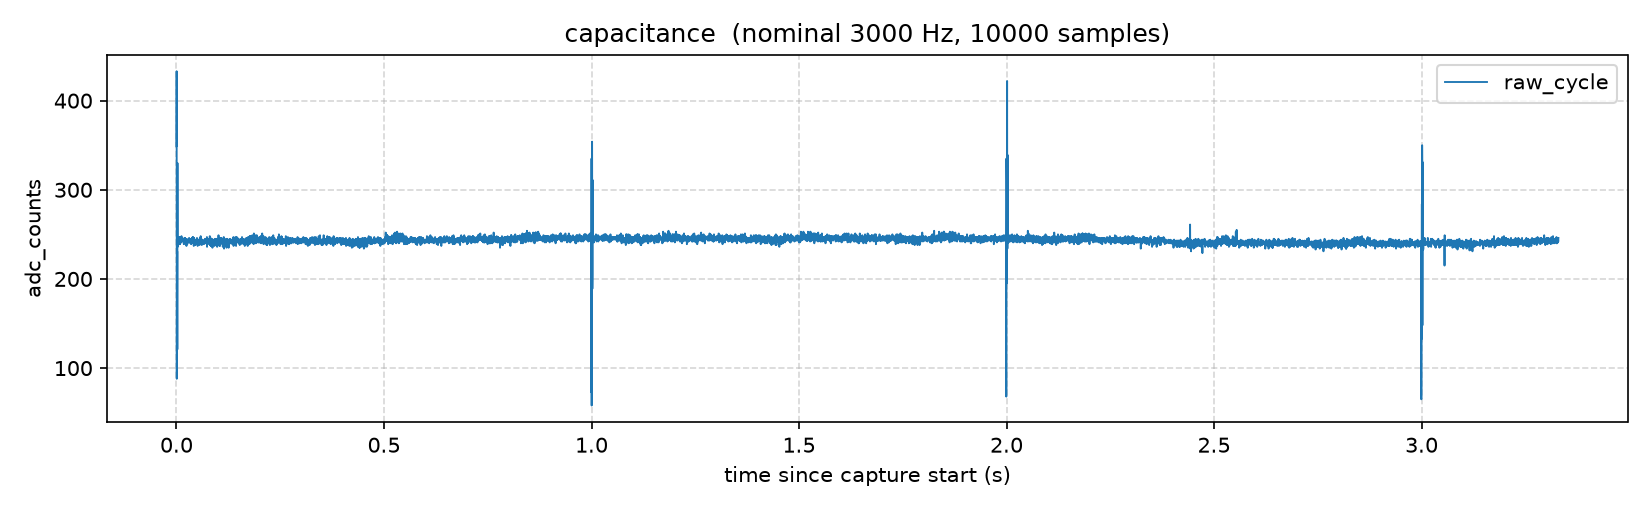 capacitance  (nominal 3000 Hz, 10000 samples)
raw_cycle
adc_counts
400
300
200
100
0.0 0.5 1.0 1.5 2.0 2.5 3.0
time since capture start (s)